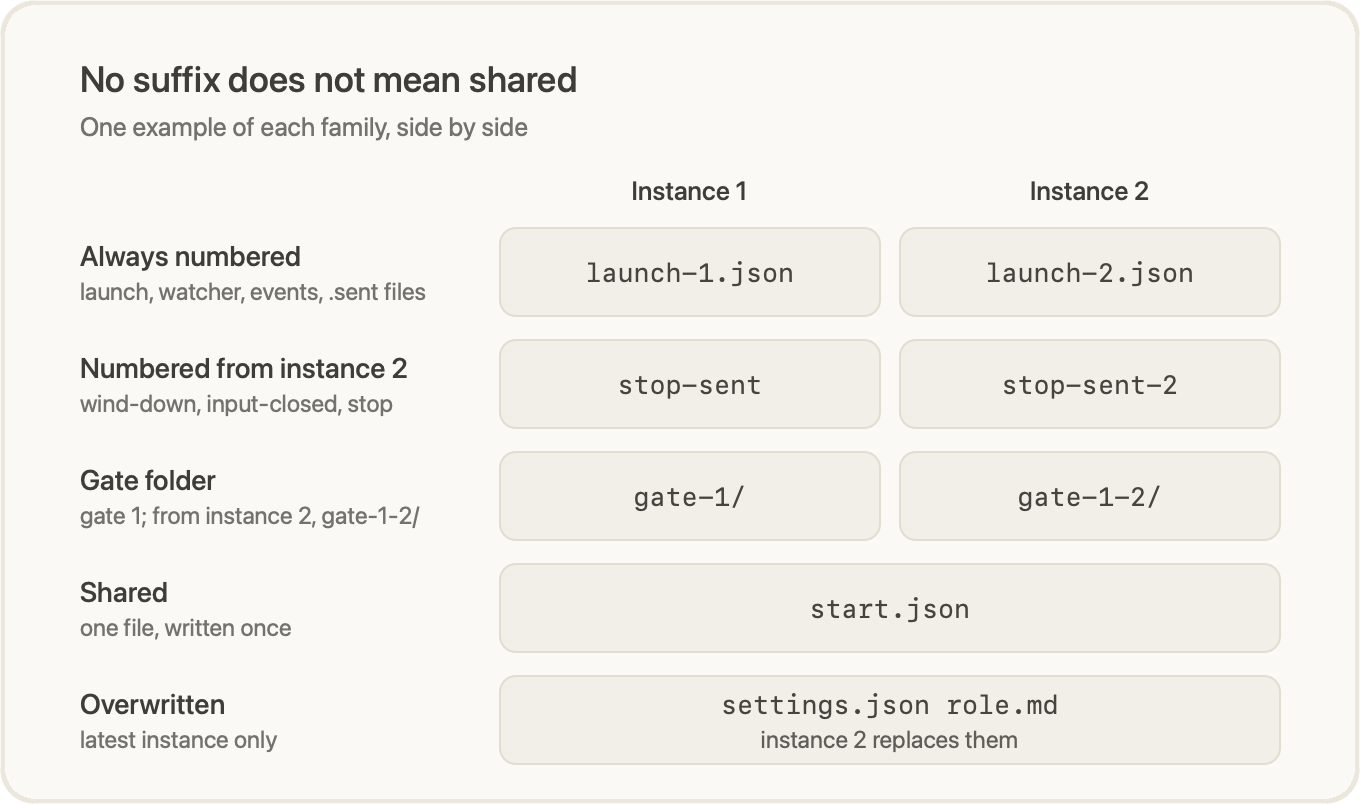 No suffix does not mean shared
One example of each family, side by side
Instance 1
Instance 2
Always numbered
launch, watcher, events, .sent files
launch-1.json
launch-2.json
Numbered from instance 2
wind-down, input-closed, stop
stop-sent
stop-sent-2
Gate folder
gate 1; from instance 2, gate-1-2/
gate-1/
gate-1-2/
Shared
one file, written once
start.json
Overwritten
latest instance only
settings.json role.md
instance 2 replaces them